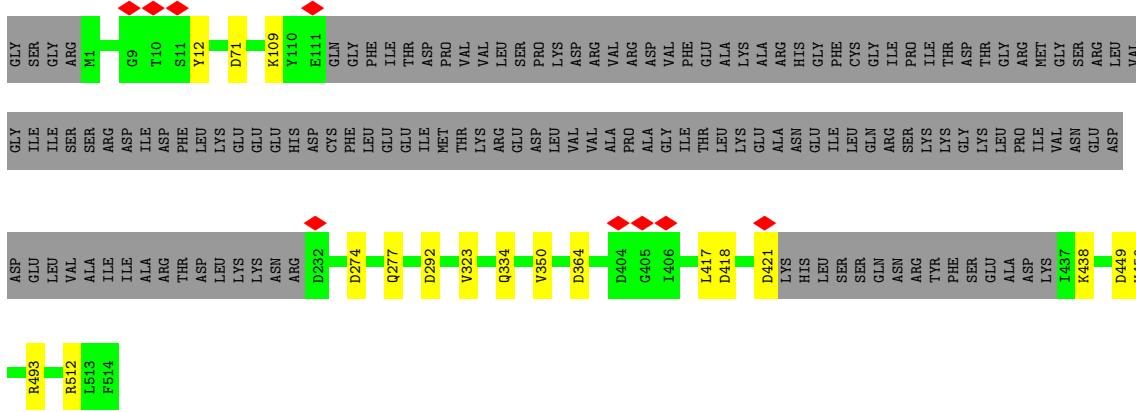 GLY SER GLY ARG M1 G9 T10 S11 Y12 D71 K109 Y110 E111 GLN GLY PHE ILE THR ASP PRO VAL VAL LEU SER PRO LYS ASP ARG VAL ARG ASP VAL PHE GLU ALA LYS ALA ARG HIS GLY PHE CYS GLY ILE PRO ILE THR ASP THR GLY ARG MET GLY SER ARG LEU VAL
GLY ILE ILE SER SER ARG ASP ILE ASP PHE LEU LYS GLU GLU GLU HIS ASP CYS PHE LEU GLU GLU ILE MET THR LYS ARG GLU ASP LEU VAL VAL ALA PRO ALA GLY ILE THR LEU LYS GLU ALA ASN GLU ILE LEU GLN ARG SER LYS LYS GLY LYS LEU PRO ILE VAL ASN GLU ASP
ASP GLU LEU VAL ALA ILE ILE ALA ARG THR ASP LEU LYS LYS ASN ARG D232 D274 Q277 D292 V323 Q334 V350 D364 D404 G405 I406 L417 D418 D421 LYS HIS LEU SER SER GLN ASN ARG TYR PHE SER GLU ALA ASP LYS I437 K438 D449
R493 R512 L513 F514